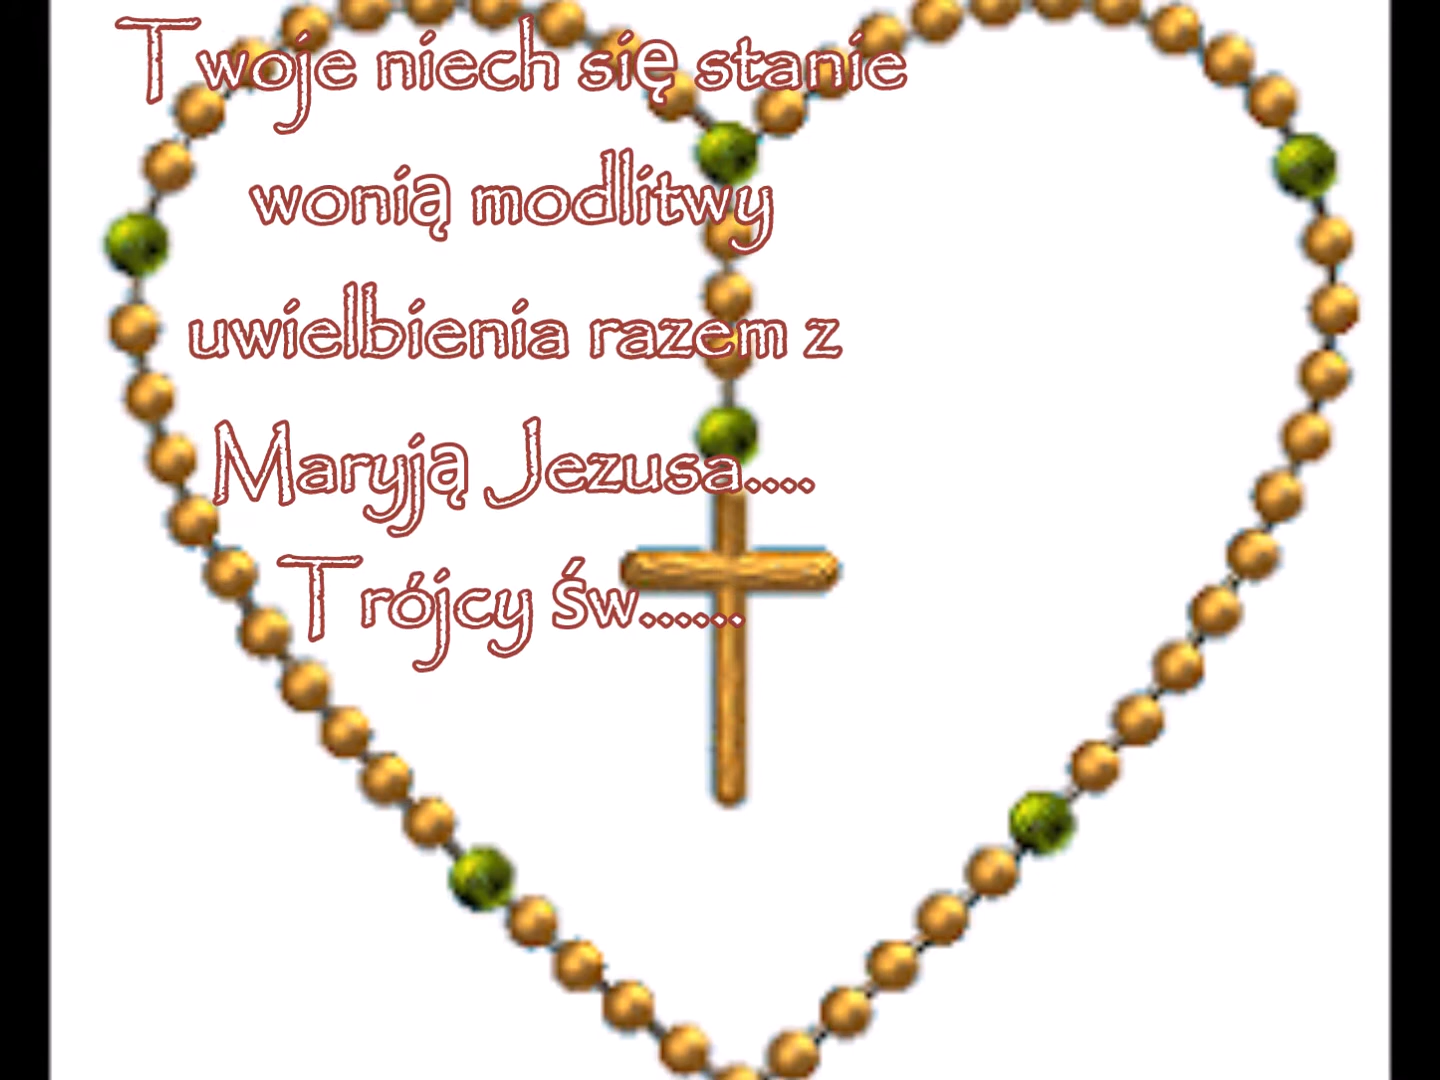 Twoje niech się stanie
wonią modlitwy
uwielbienia razem z
Maryją Jezusa....
Trójcy Św......